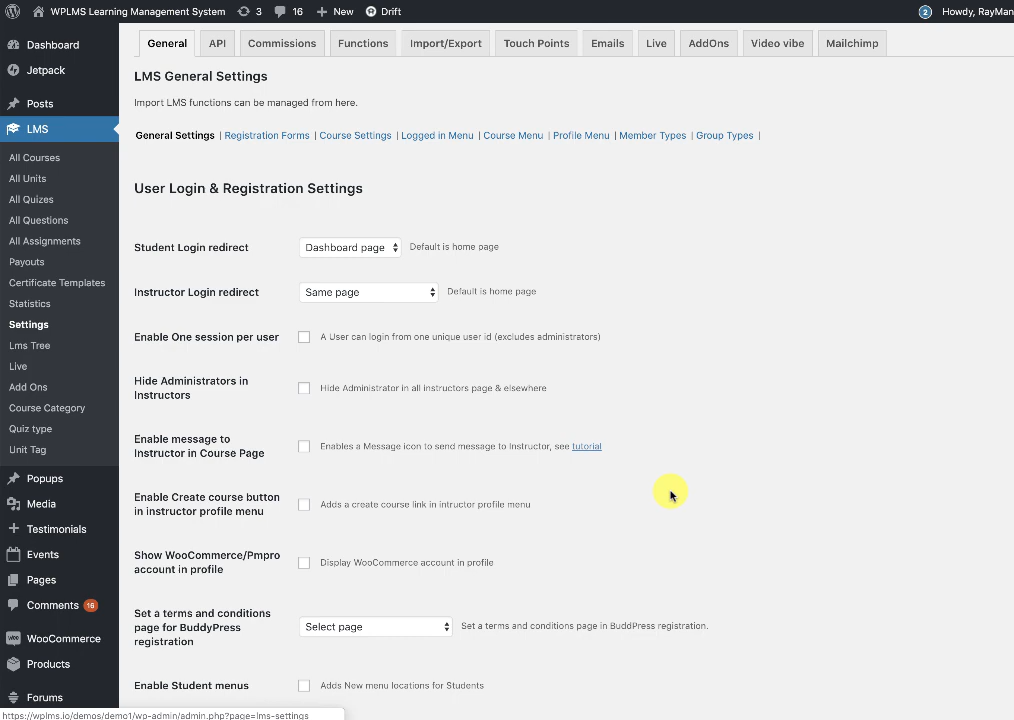 WPLMS Learning Management System 3 16 New Drift 2 Howdy, RayMan
Dashboard
Jetpack
Posts
LMS
All Courses
All Units
All Quizes
All Questions
All Assignments
Payouts
Certificate Templates
Statistics
Settings
Lms Tree
Live
Add Ons
Course Category
Quiz type
Unit Tag
Popups
Media
Testimonials
Events
Pages
Comments 16
WooCommerce
Products
Forums
General API Commissions Functions Import/Export Touch Points Emails Live AddOns Video vibe Mailchimp
LMS General Settings
Import LMS functions can be managed from here.
General Settings | Registration Forms | Course Settings | Logged in Menu | Course Menu | Profile Menu | Member Types | Group Types |
User Login & Registration Settings
Student Login redirect Dashboard page Default is home page
Instructor Login redirect Same page Default is home page
Enable One session per user A User can login from one unique user id (excludes administrators)
Hide Administrators in
Instructors
Hide Administrator in all instructors page & elsewhere
Enable message to
Instructor in Course Page
Enables a Message icon to send message to Instructor, see tutorial
Enable Create course button
in instructor profile menu
Adds a create course link in intructor profile menu
Show WooCommerce/Pmpro
account in profile
Display WooCommerce account in profile
Set a terms and conditions
page for BuddyPress
registration
Select page Set a terms and conditions page in BuddPress registration.
Enable Student menus Adds New menu locations for Students
https://wplms.io/demos/demo1/wp-admin/admin.php?page=lms-settings